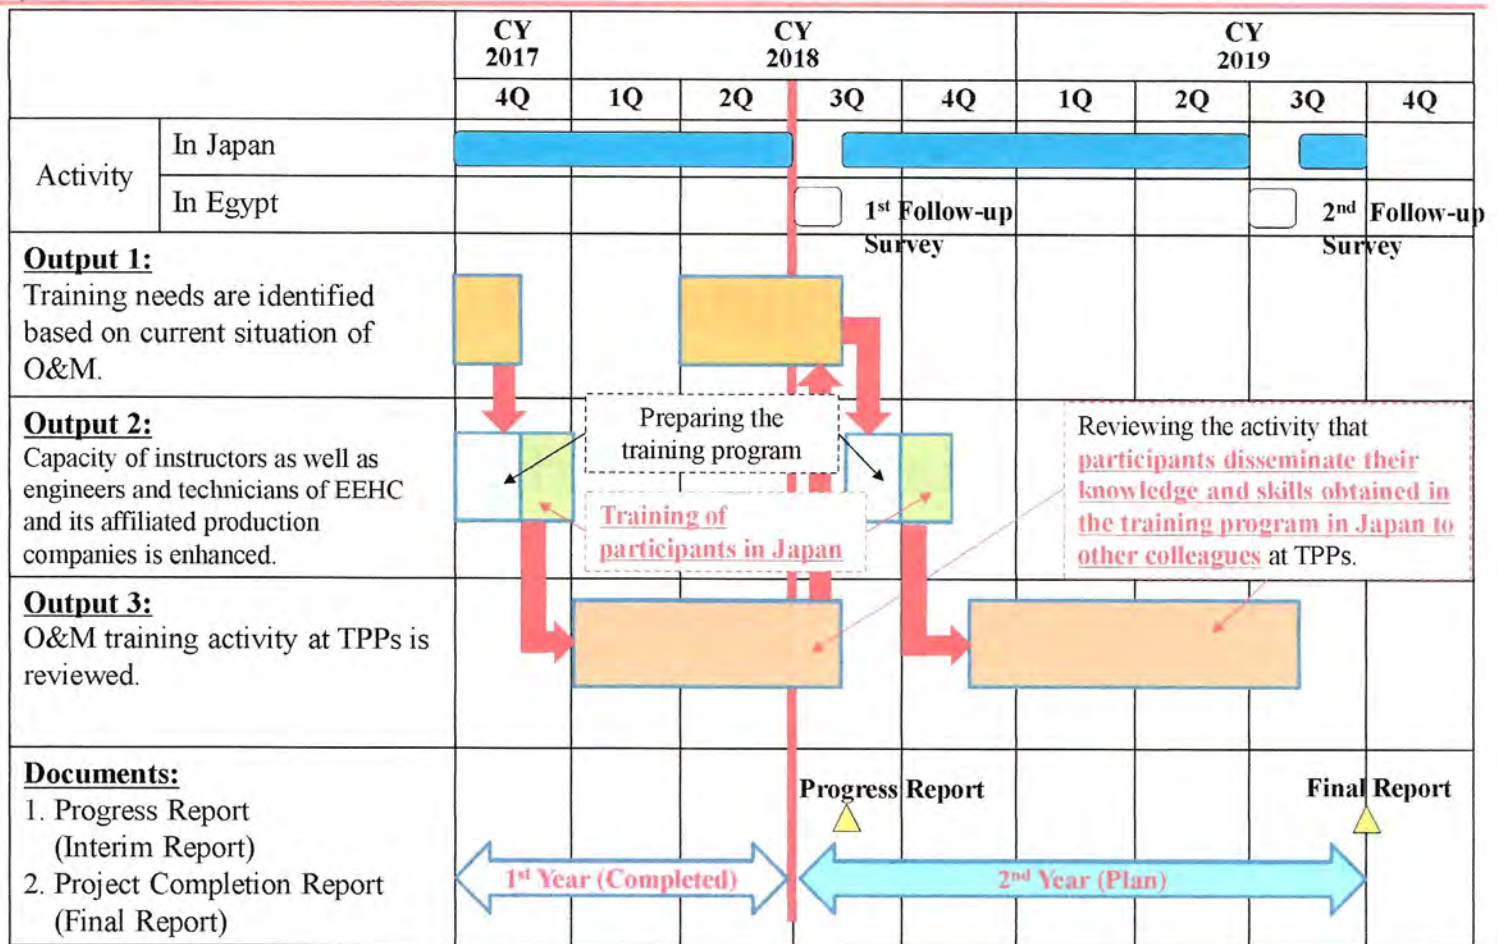 CY
2017
CY
2018
CY
2019
4Q
1Q
2Q
3Q
4Q
1Q
2Q
3Q
4Q
Activity
In Japan
In Egypt
1st Follow-up
Survey
2nd Follow-up
Survey
Output 1:
Training needs are identified
based on current situation of
O&M.
Output 2:
Capacity of instructors as well as
engineers and technicians of EEHC
and its affiliated production
companies is enhanced.
Preparing the
training program
Training of
participants in Japan
Reviewing the activity that
participants disseminate their
knowledge and skills obtained in
the training program in Japan to
other colleagues at TPPs.
Output 3:
O&M training activity at TPPs is
reviewed.
Documents:
1. Progress Report
(Interim Report)
2. Project Completion Report
(Final Report)
Progress Report
Final Report
1st Year (Completed)
2nd Year (Plan)